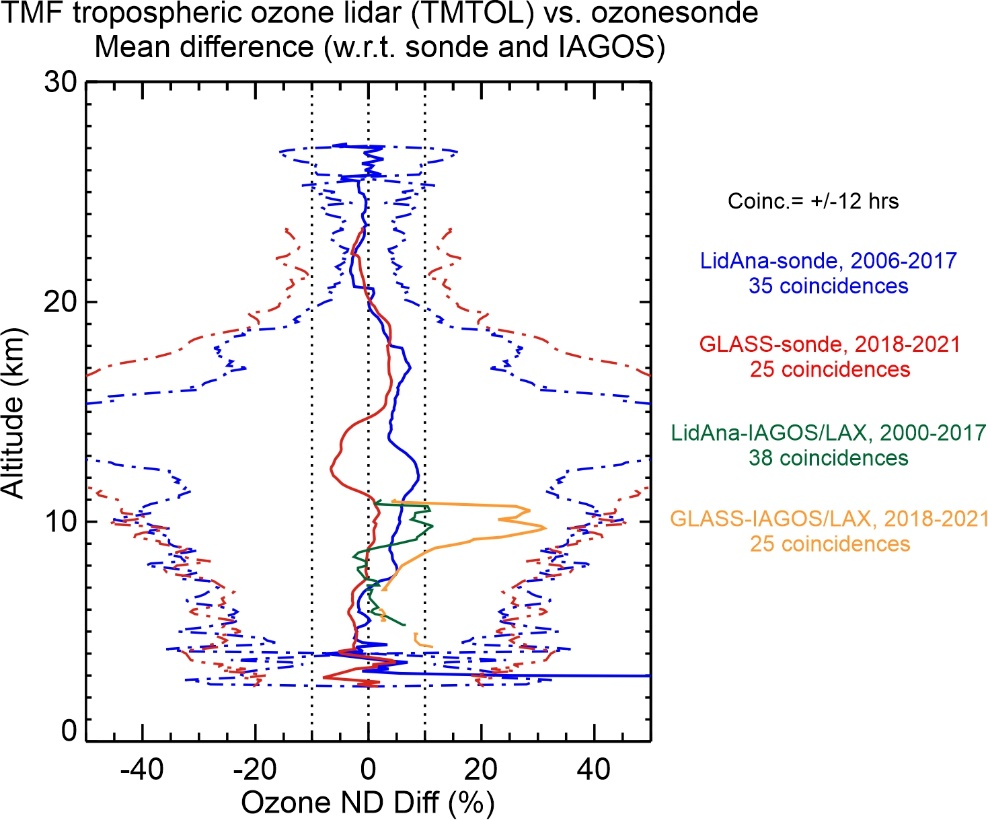 TMF tropospheric ozone lidar (TMTOL) vs. ozonesonde
Mean difference (w.r.t. sonde and IAGOS)
30
20
10
0
Altitude (km)
-40 -20 0 20 40
Ozone ND Diff (%)
Coinc.= +/-12 hrs
LidAna-sonde, 2006-2017
35 coincidences
GLASS-sonde, 2018-2021
25 coincidences
LidAna-IAGOS/LAX, 2000-2017
38 coincidences
GLASS-IAGOS/LAX, 2018-2021
25 coincidences